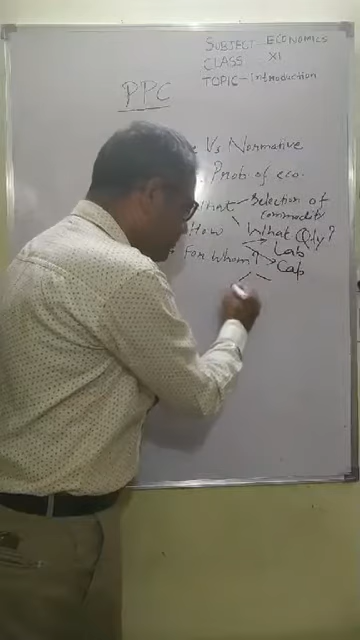 SUBJECT- ECONOMICS
CLASS XI
TOPIC-Introduction
PPC
Vs Normative
Prob. of eco.
What - Selection of
commodity
How What Qty?
Lab
For Whom?
Cap